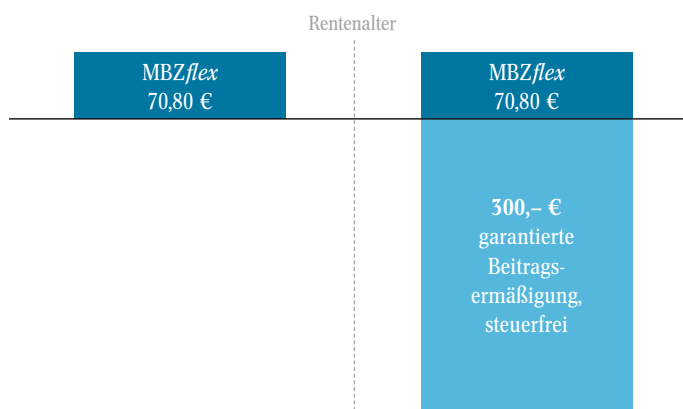 Rentenalter
MBZflex
70,80 €
MBZflex
70,80 €
300,– €
garantierte
Beitrags-
ermäßigung,
steuerfrei